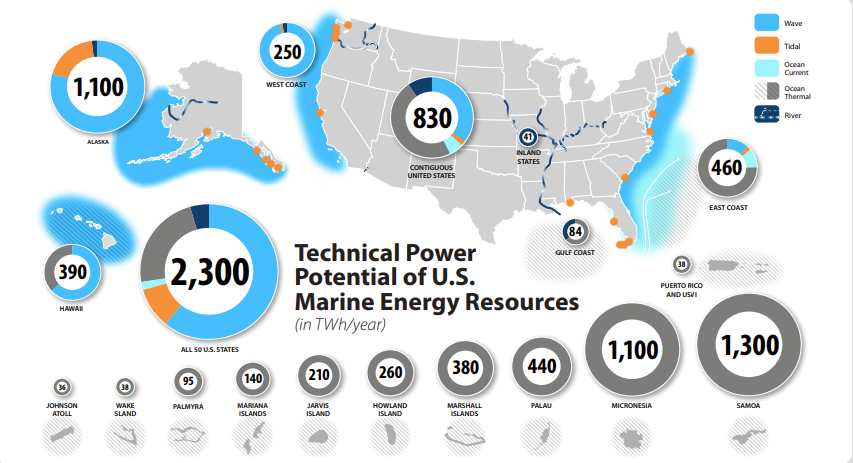 Wave
Tidal
Ocean
Current
Ocean
Thermal
River
1,100
ALASKA
250
WEST COAST
830
CONTIGUOUS
UNITED STATES
41
INLAND
STATES
460
EAST COAST
84
GULF COAST
38
PUERTO RICO
AND USVI
390
HAWAII
2,300
ALL 50 U.S. STATES
Technical Power
Potential of U.S.
Marine Energy Resources
(in TWh/year)
36
JOHNSON
ATOLL
38
WAKE
SLAND
95
PALMYRA
140
MARIANA
ISLANDS
210
JARVIS
ISLAND
260
HOWLAND
ISLAND
380
MARSHALL
ISLANDS
440
PALAU
1,100
MICRONESIA
1,300
SAMOA